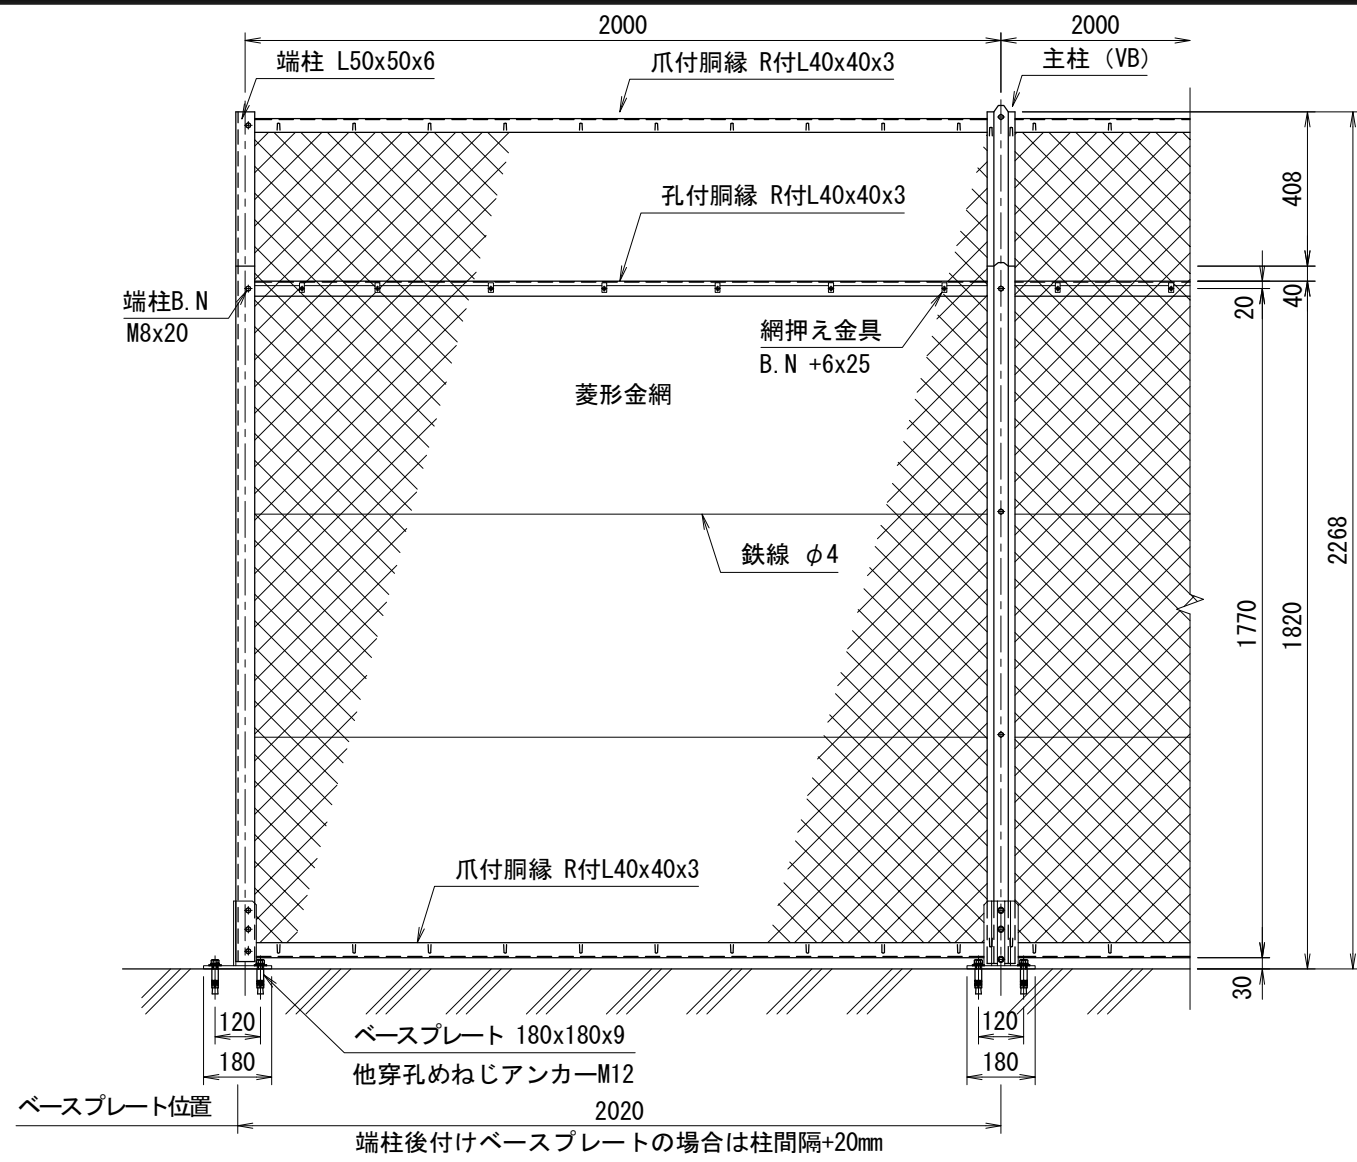 2000
2000
端柱 L50x50x6
爪付胴縁 R付L40x40x3
主柱 (VB)
408
孔付胴縁 R付L40x40x3
端柱B.N
M8x20
20
40
網押え金具
B.N +6x25
菱形金網
2268
鉄線 φ4
1770
1820
爪付胴縁 R付L40x40x3
30
120
120
ベースプレート 180x180x9
180
180
他穿孔めねじアンカーM12
ベースプレート位置
2020
端柱後付けベースプレートの場合は柱間隔+20mm